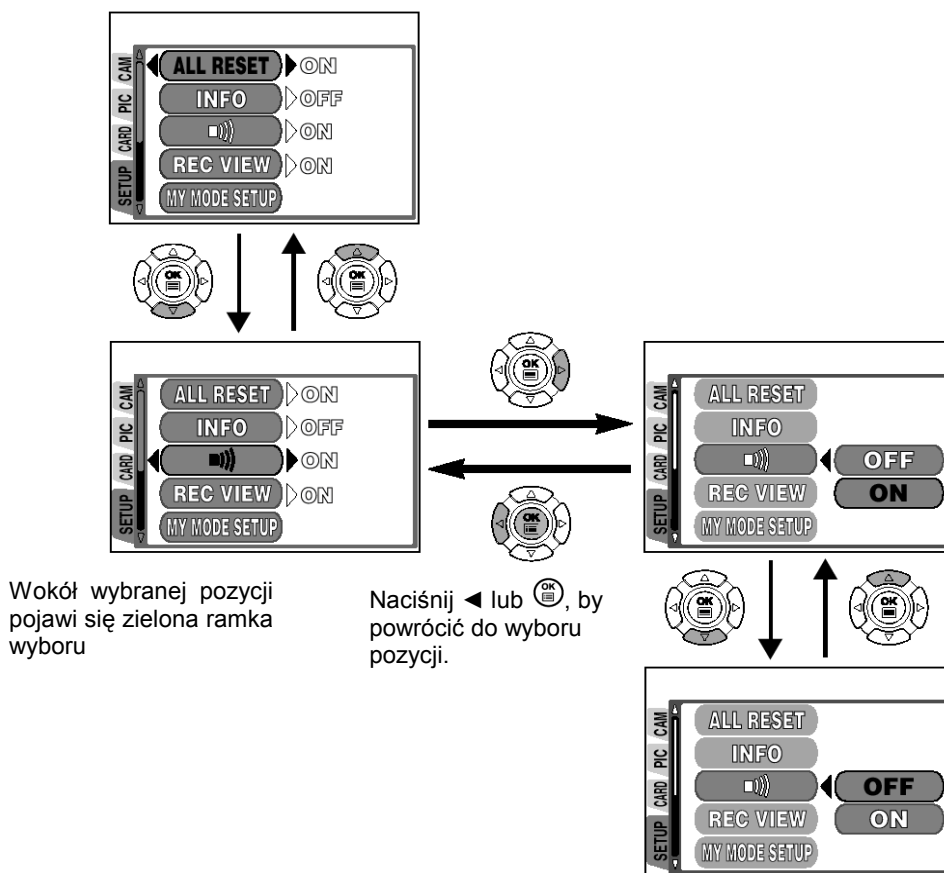 CAM
PIC
CARD
SETUP
ALL RESET ON
INFO OFF
ON
REC VIEW ON
MY MODE SETUP
OK
OK
CAM
PIC
CARD
SETUP
ALL RESET ON
INFO OFF
ON
REC VIEW ON
MY MODE SETUP
OK
OK
CAM
PIC
CARD
SETUP
ALL RESET
INFO
OFF
REC VIEW ON
MY MODE SETUP
Wokół wybranej pozycji
pojawi się zielona ramka
wyboru
Naciśnij ◄ lub OK, by
powrócić do wyboru
pozycji.
OK
OK
CAM
PIC
CARD
SETUP
ALL RESET
INFO
OFF
REC VIEW ON
MY MODE SETUP